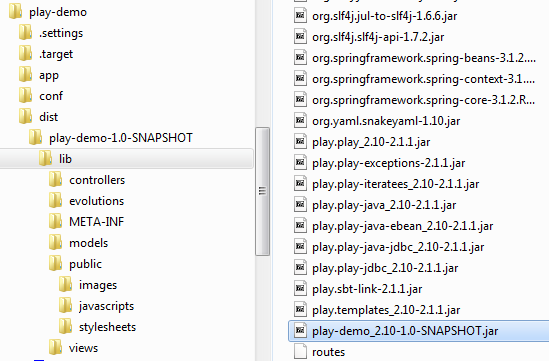 play-demo
.settings
.target
app
conf
dist
play-demo-1.0-SNAPSHOT
lib
controllers
evolutions
META-INF
models
public
images
javascripts
stylesheets
views
org.slf4j.jul-to-slf4j-1.6.6.jar
org.slf4j.slf4j-api-1.7.2.jar
org.springframework.spring-beans-3.1.2....
org.springframework.spring-context-3.1....
org.springframework.spring-core-3.1.2.R...
org.yaml.snakeyaml-1.10.jar
play.play_2.10-2.1.1.jar
play.play-exceptions-2.1.1.jar
play.play-iteratees_2.10-2.1.1.jar
play.play-java_2.10-2.1.1.jar
play.play-java-ebean_2.10-2.1.1.jar
play.play-java-jdbc_2.10-2.1.1.jar
play.play-jdbc_2.10-2.1.1.jar
play.sbt-link-2.1.1.jar
play.templates_2.10-2.1.1.jar
play-demo_2.10-1.0-SNAPSHOT.jar
routes